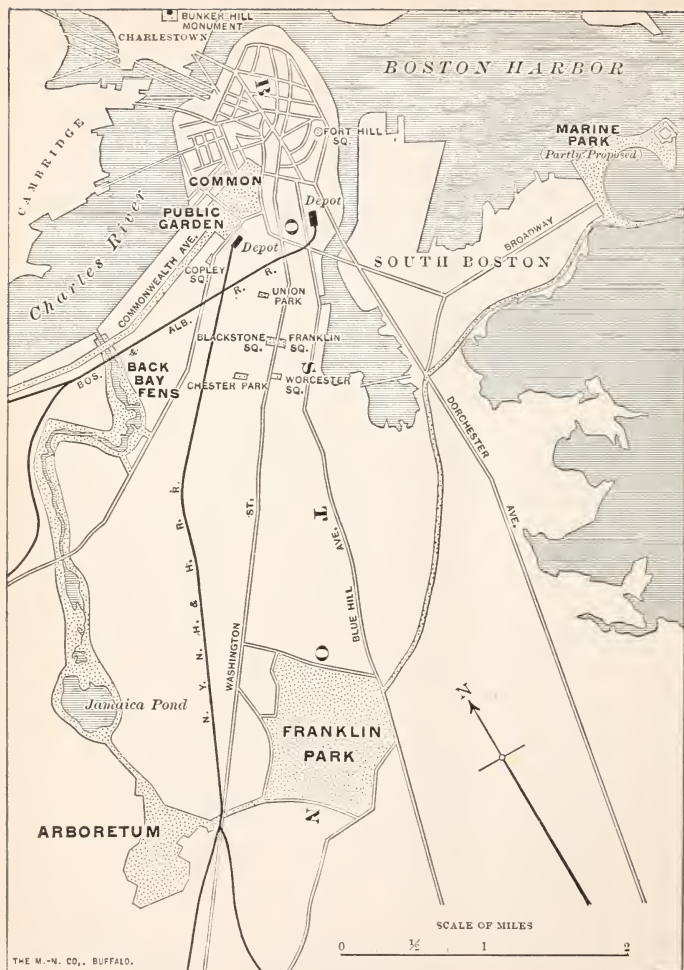 BUNKER HILL
MONUMENT
CHARLESTOWN
BOSTON HARBOR
CAMBRIDGE
B
FORT HILL
SQ.
MARINE
PARK
(Partly Proposed)
COMMON
Depot
PUBLIC
GARDEN
O
Depot
BROADWAY
Charles River
COMMONWEALTH AVE.
COPLEY
SQ.
SOUTH BOSTON
BOS. & ALB. R. R.
UNION
PARK
BLACKSTONE
SQ.
FRANKLIN
SQ.
S
BACK
BAY
FENS
CHESTER PARK
WORCESTER
SQ.
DORCHESTER AVE.
T
N. Y. N. H. & H. R. R.
WASHINGTON ST.
BLUE HILL AVE.
O
Jamaica Pond
N
FRANKLIN
PARK
N
ARBORETUM
SCALE OF MILES
0 ½ 1 2
THE M.-N. CO,. BUFFALO.